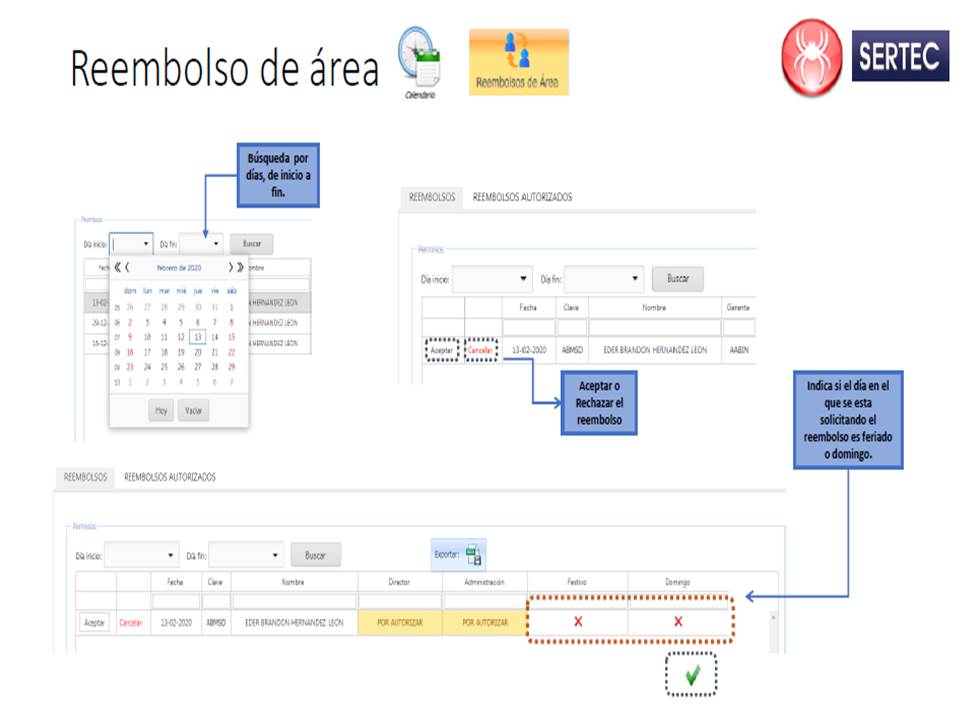 Reembolso de área
Calendario
Reembolsos de Área
SERTEC
Búsqueda por
días, de inicio a
fin.
Permisos
Día inicio:
Día fin:
Buscar
febrero de 2020
dom lun mar mié jue vie sáb
05 26 27 28 29 30 31 1
06 2 3 4 5 6 7 8
07 9 10 11 12 13 14 15
08 16 17 18 19 20 21 22
09 23 24 25 26 27 28 29
10 1 2 3 4 5 6 7
Hoy Vaciar
Fech
ombre
13-02-
N HERNANDEZ LEON
29-12-
N HERNANDEZ LEON
16-12-
N HERNANDEZ LEON
REEMBOLSOS REEMBOLSOS AUTORIZADOS
Permisos
Día inicio: Día fin: Buscar
Fecha Clave Nombre Gerente
Aceptar Cancelar 13-02-2020 ABMSO EDER BRANDON HERNANDEZ LEON AABIN
Aceptar o
Rechazar el
reembolso
Indica si el día en el
que se esta
solicitando el
reembolso es feriado
o domingo.
REEMBOLSOS REEMBOLSOS AUTORIZADOS
Permisos
Día inicio: Día fin: Buscar Exportar:
Fecha Clave Nombre Director Administración Festivo Domingo
Aceptar Cancelar 13-02-2020 ABMSO EDER BRANDON HERNANDEZ LEON POR AUTORIZAR POR AUTORIZAR